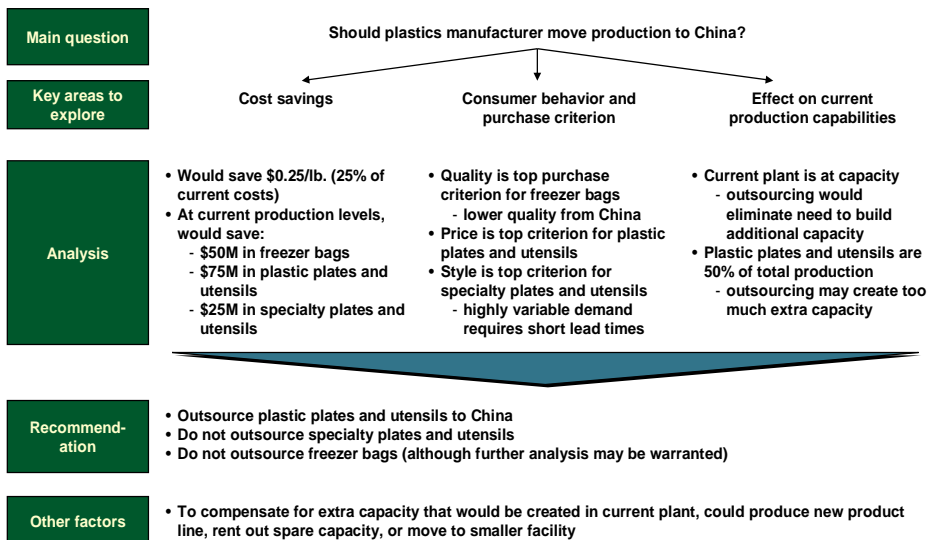 Main question
Should plastics manufacturer move production to China?
Key areas to
explore
Cost savings
Consumer behavior and
purchase criterion
Effect on current
production capabilities
Analysis
• Would save $0.25/lb. (25% of
current costs)
• At current production levels,
would save:
- $50M in freezer bags
- $75M in plastic plates and
utensils
- $25M in specialty plates and
utensils
• Quality is top purchase
criterion for freezer bags
- lower quality from China
• Price is top criterion for plastic
plates and utensils
• Style is top criterion for
specialty plates and utensils
- highly variable demand
requires short lead times
• Current plant is at capacity
- outsourcing would
eliminate need to build
additional capacity
• Plastic plates and utensils are
50% of total production
- outsourcing may create too
much extra capacity
Recommend-
ation
• Outsource plastic plates and utensils to China
• Do not outsource specialty plates and utensils
• Do not outsource freezer bags (although further analysis may be warranted)
Other factors
• To compensate for extra capacity that would be created in current plant, could produce new product
line, rent out spare capacity, or move to smaller facility